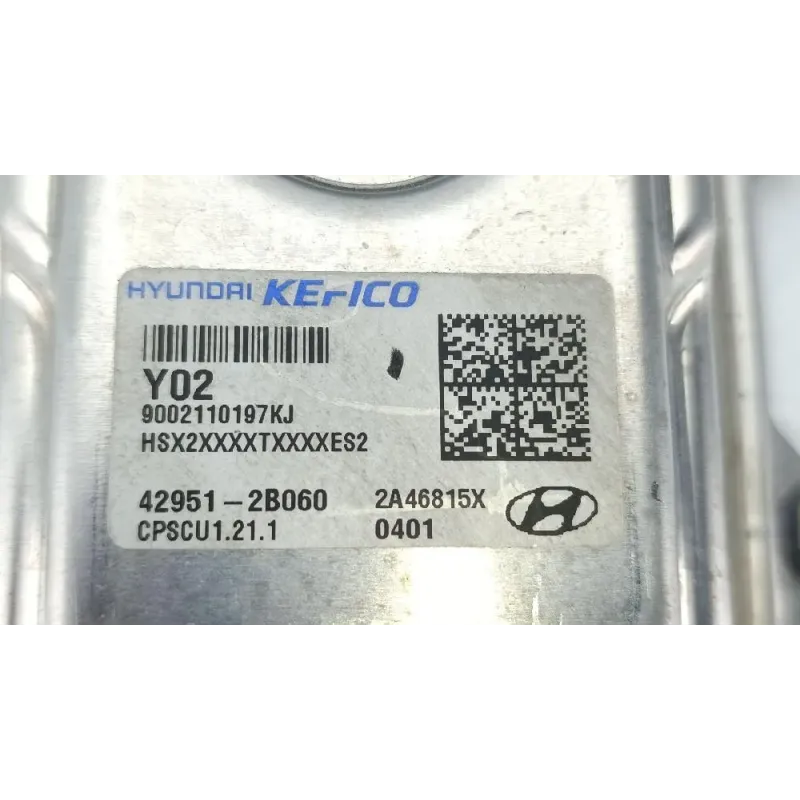 HYUNDAI KEFICO
Y02
9002110197KJ
HSX2XXXXTXXXXES2
42951-2B060 2A46815X
CPSCU1.21.1 0401